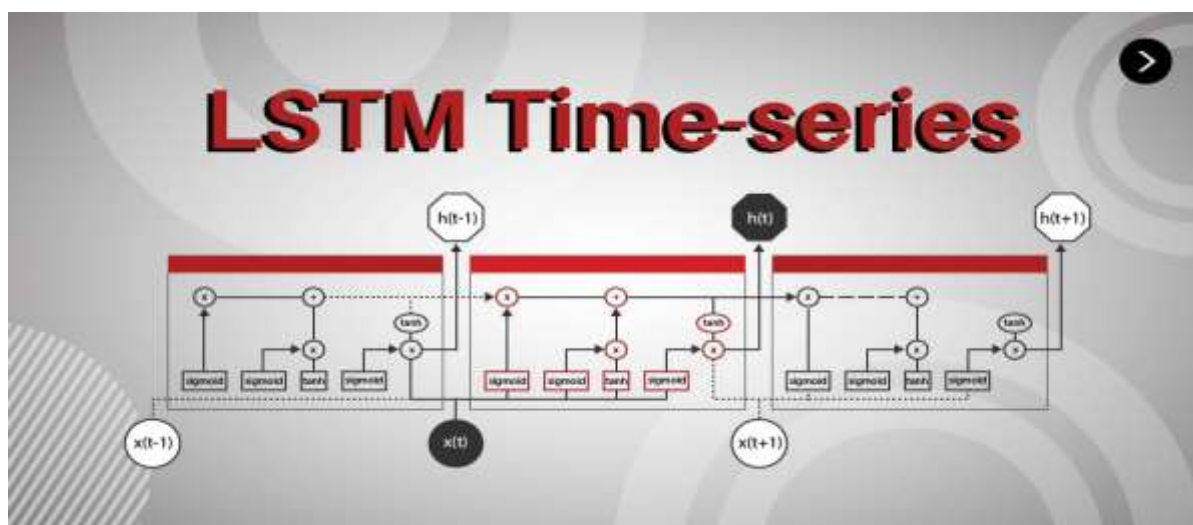 LSTM Time-series
h(t-1) h(t) h(t+1)
x + x + x +
tanh tanh tanh
x x x x x x
sigmoid sigmoid tanh sigmoid sigmoid sigmoid tanh sigmoid sigmoid sigmoid tanh sigmoid
x(t-1) x(t) x(t+1)